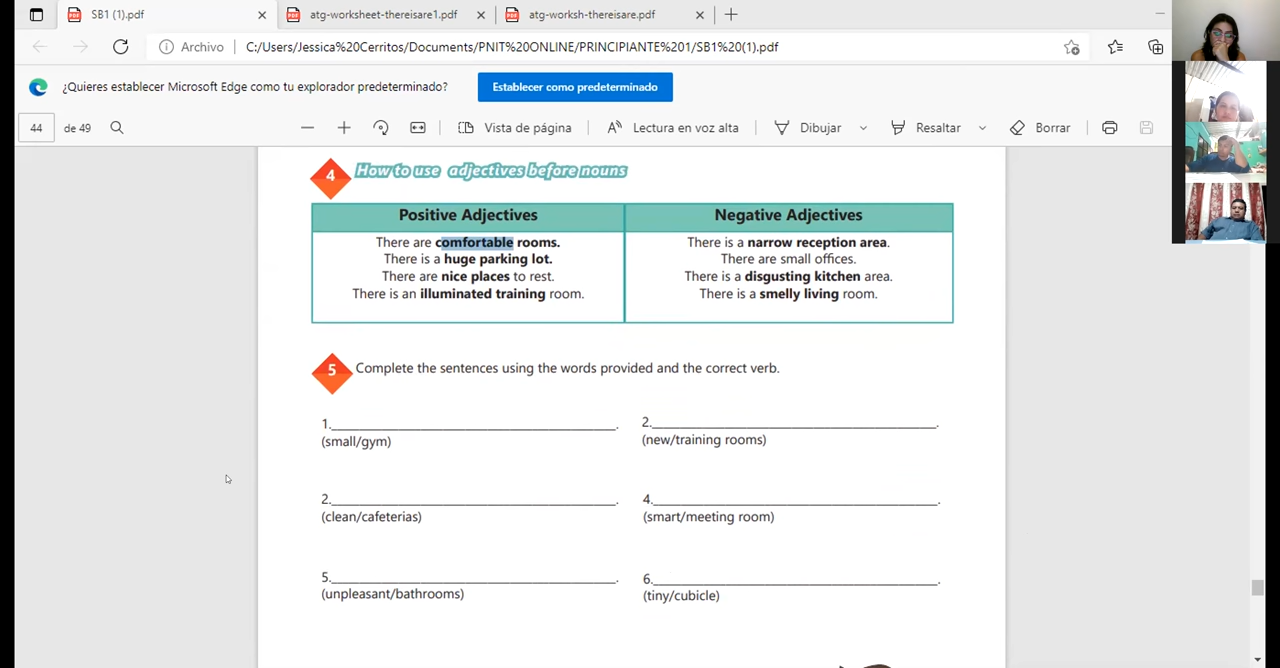 SB1 (1).pdf
atg-worksheet-thereisare1.pdf
atg-worksh-thereisare.pdf
Archivo
C:/Users/Jessica%20Cerritos/Documents/PNIT%20ONLINE/PRINCIPIANTE%201/SB1%20(1).pdf
¿Quieres establecer Microsoft Edge como tu explorador predeterminado?
Establecer como predeterminado
44 de 49
Vista de página
Lectura en voz alta
Dibujar
Resaltar
Borrar
4 How to use adjectives before nouns
Positive Adjectives
There are comfortable rooms.
There is a huge parking lot.
There are nice places to rest.
There is an illuminated training room.
Negative Adjectives
There is a narrow reception area.
There are small offices.
There is a disgusting kitchen area.
There is a smelly living room.
5 Complete the sentences using the words provided and the correct verb.
1.________________________________________.
(small/gym)
2.________________________________________.
(new/training rooms)
2.________________________________________.
(clean/cafeterias)
4.________________________________________.
(smart/meeting room)
5.________________________________________.
(unpleasant/bathrooms)
6.________________________________________.
(tiny/cubicle)